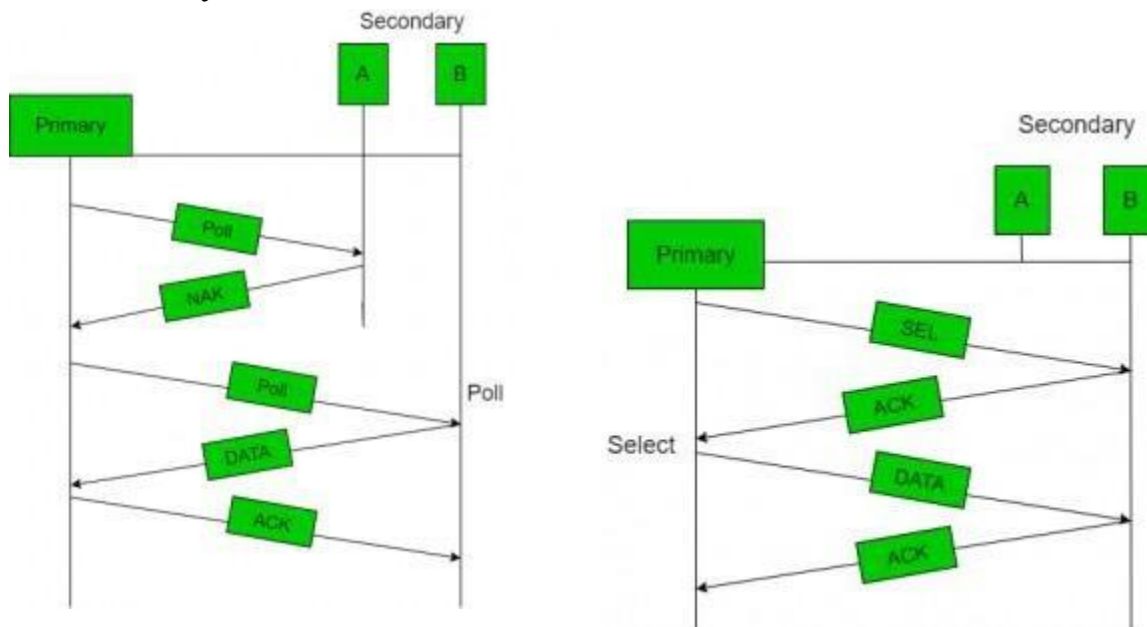 Secondary
A
B
Primary
Poll
NAK
Poll
Poll
DATA
ACK
Secondary
A
B
Primary
SEL
ACK
Select
DATA
ACK